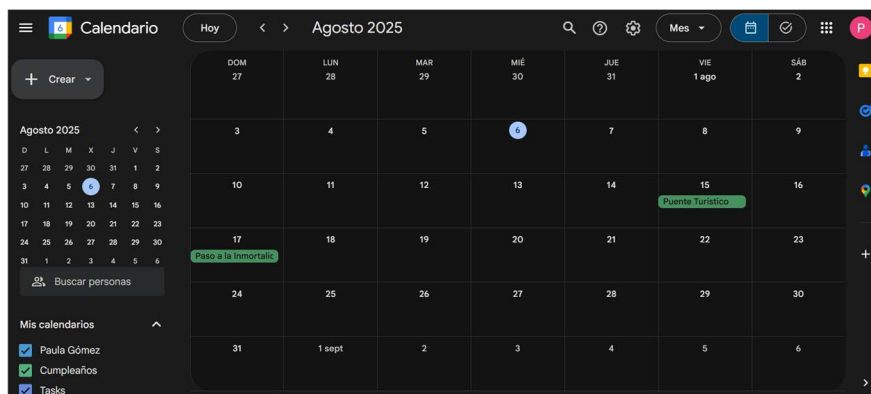 6 Calendario Hoy Agosto 2025 Mes P
Crear
Agosto 2025
D L M X J V S
27 28 29 30 31 1 2
3 4 5 6 7 8 9
10 11 12 13 14 15 16
17 18 19 20 21 22 23
24 25 26 27 28 29 30
31 1 2 3 4 5 6
Buscar personas
Mis calendarios
Paula Gómez
Cumpleaños
Tasks
DOM LUN MAR MIÉ JUE VIE SÁB
27 28 29 30 31 1 ago 2
3 4 5 6 7 8 9
10 11 12 13 14 15 16
Puente Turistico
17 18 19 20 21 22 23
Paso a la Inmortalic
24 25 26 27 28 29 30
31 1 sept 2 3 4 5 6